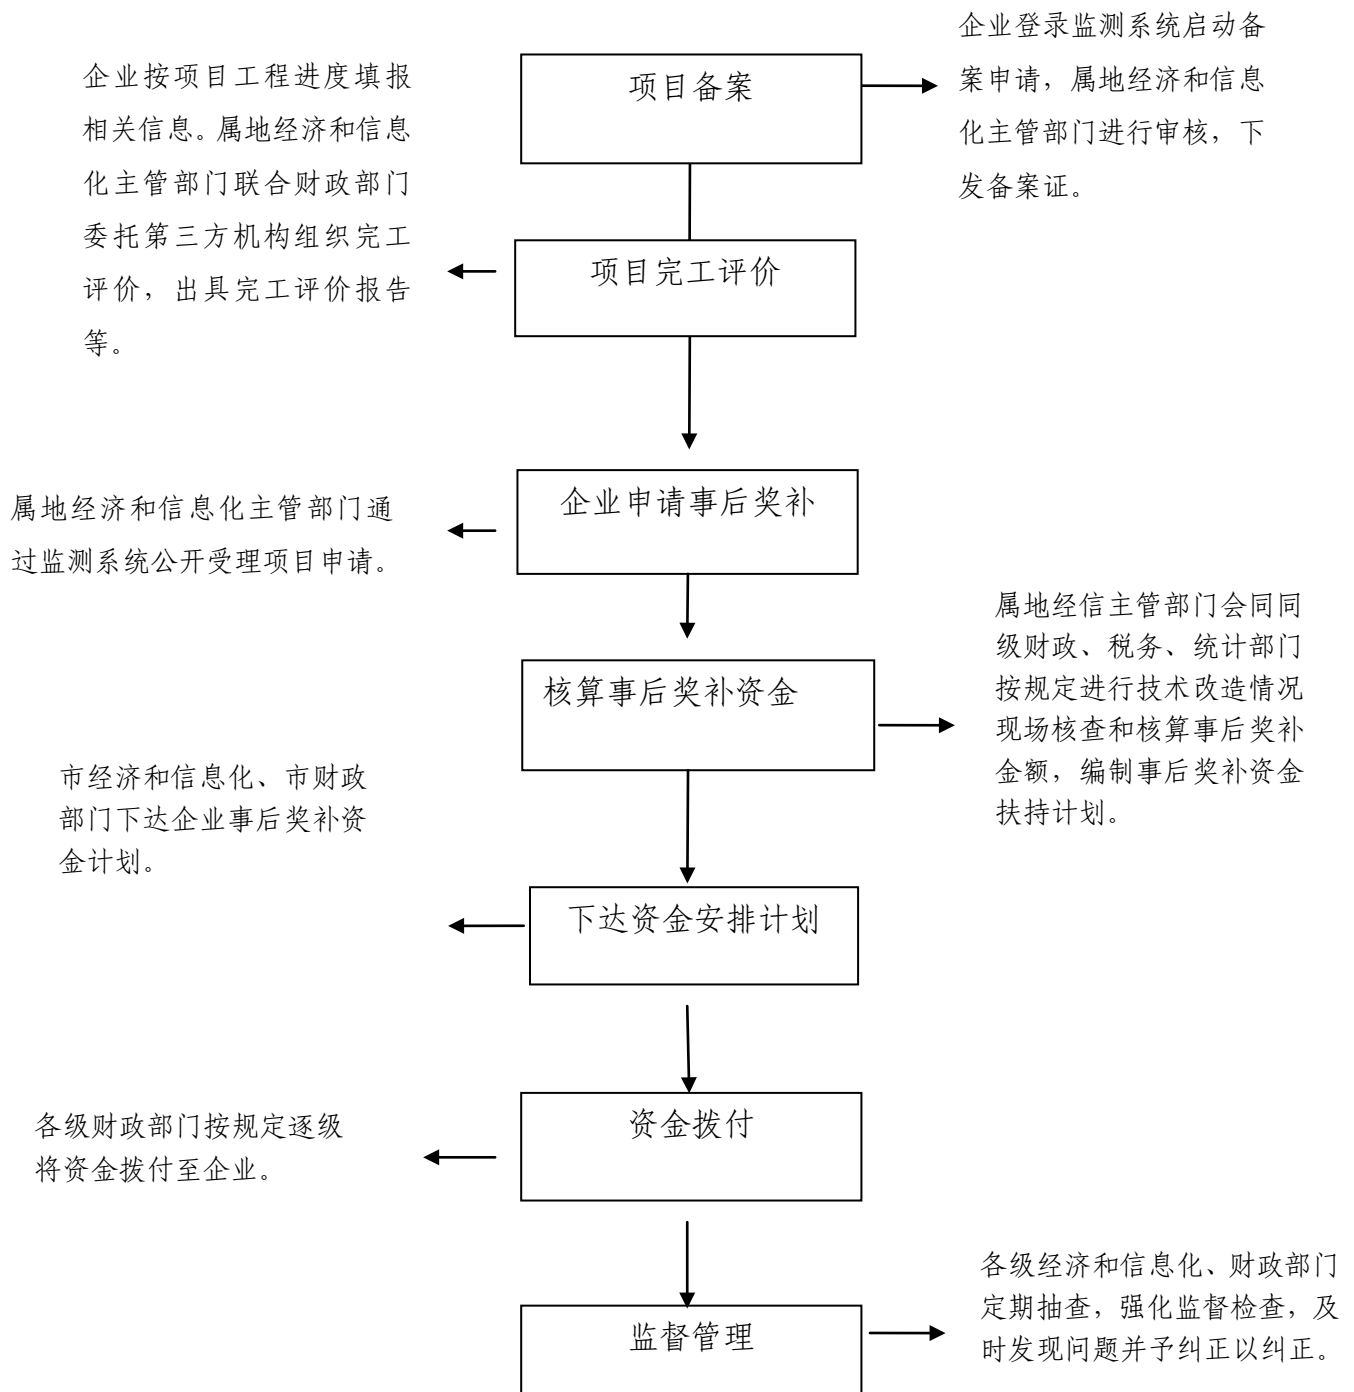 项目备案
企业登录监测系统启动备
案申请，属地经济和信息
化主管部门进行审核，下
发备案证。
企业按项目工程进度填报
相关信息。属地经济和信息
化主管部门联合财政部门
委托第三方机构组织完工
评价，出具完工评价报告
等。
项目完工评价
企业申请事后奖补
属地经济和信息化主管部门通
过监测系统公开受理项目申请。
核算事后奖补资金
属地经信主管部门会同同
级财政、税务、统计部门
按规定进行技术改造情况
现场核查和核算事后奖补
金额，编制事后奖补资金
扶持计划。
市经济和信息化、市财政
部门下达企业事后奖补资
金计划。
下达资金安排计划
资金拨付
各级财政部门按规定逐级
将资金拨付至企业。
监督管理
各级经济和信息化、财政部门
定期抽查，强化监督检查，及
时发现问题并予纠正以纠正。